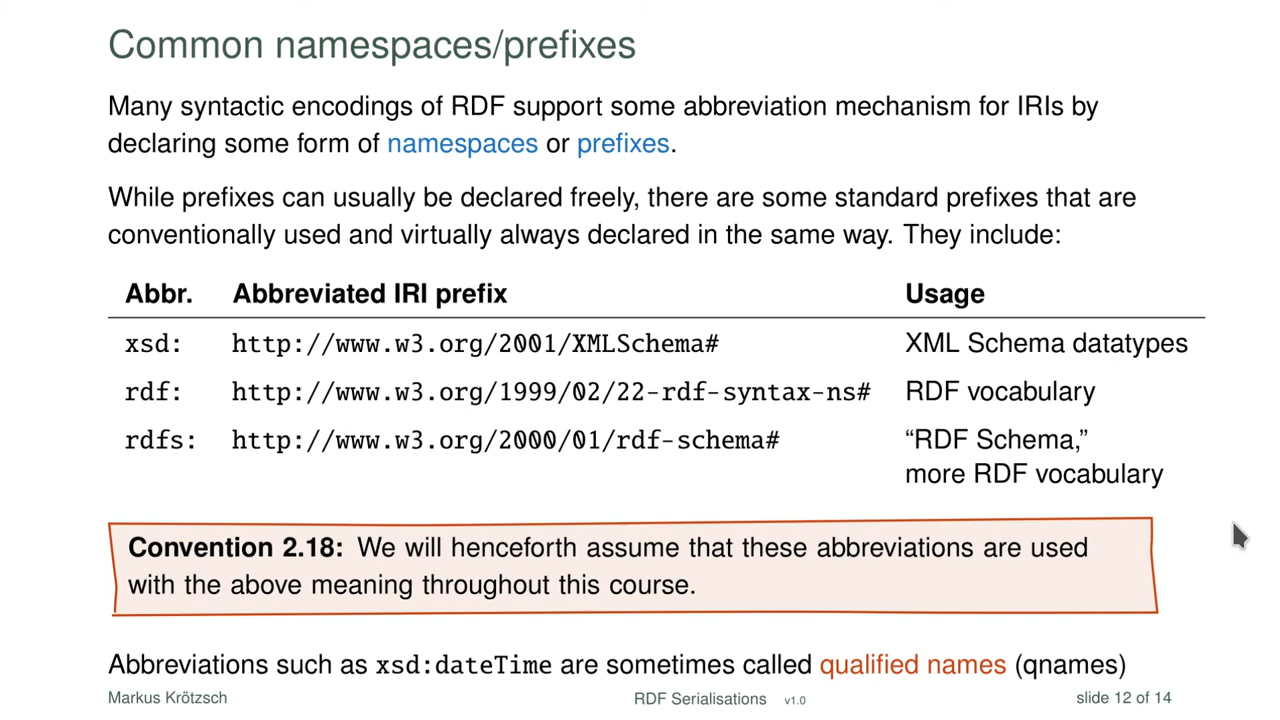 Common namespaces/prefixes
Many syntactic encodings of RDF support some abbreviation mechanism for IRIs by
declaring some form of namespaces or prefixes.
While prefixes can usually be declared freely, there are some standard prefixes that are
conventionally used and virtually always declared in the same way. They include:
Abbr. Abbreviated IRI prefix Usage
xsd: http://www.w3.org/2001/XMLSchema# XML Schema datatypes
rdf: http://www.w3.org/1999/02/22-rdf-syntax-ns# RDF vocabulary
rdfs: http://www.w3.org/2000/01/rdf-schema# “RDF Schema,”
more RDF vocabulary
Convention 2.18: We will henceforth assume that these abbreviations are used
with the above meaning throughout this course.
Abbreviations such as xsd:dateTime are sometimes called qualified names (qnames)
Markus Krötzsch RDF Serialisations v1.0 slide 12 of 14